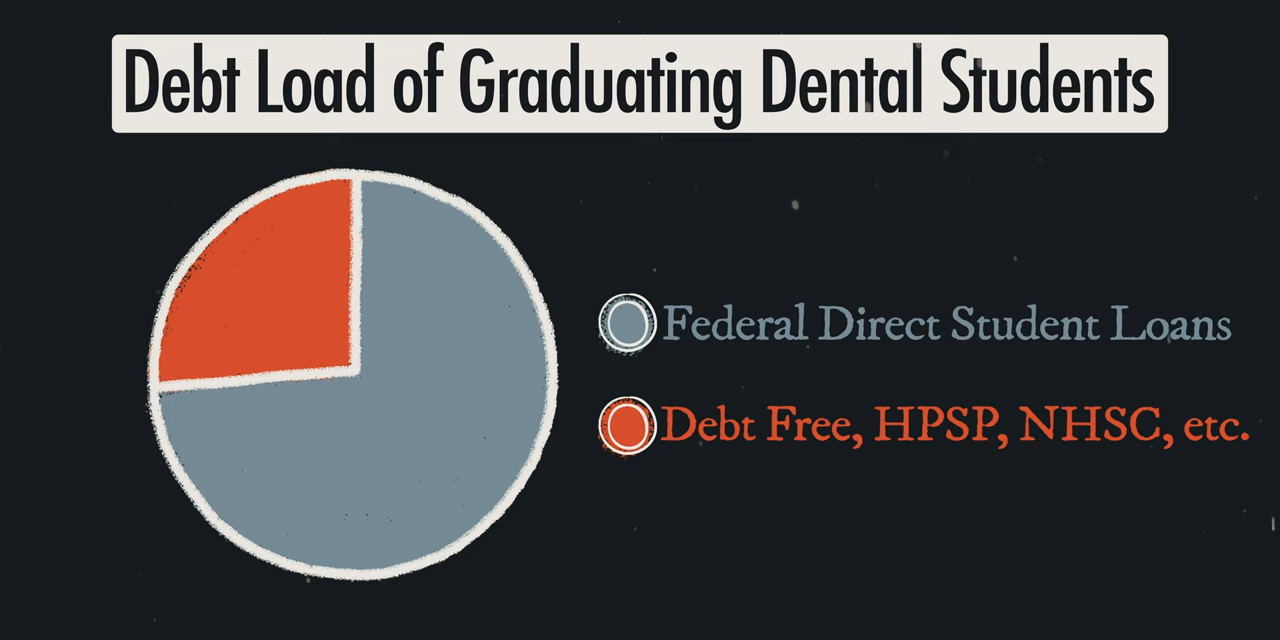 Debt Load of Graduating Dental Students
Federal Direct Student Loans
Debt Free, HPSP, NHSC, etc.